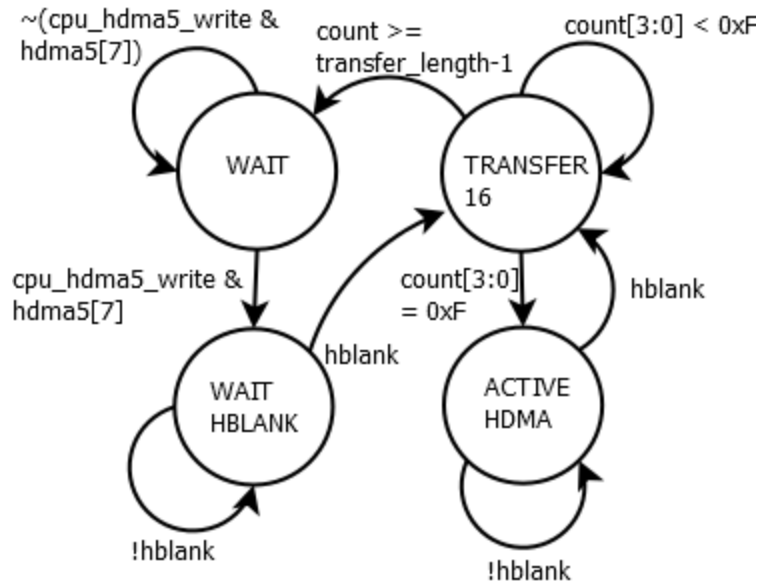 ~(cpu_hdma5_write &
hdma5[7])
count >=
transfer_length-1
count[3:0] < 0xF
WAIT
TRANSFER
16
cpu_hdma5_write &
hdma5[7]
count[3:0]
= 0xF
hblank
hblank
WAIT
HBLANK
ACTIVE
HDMA
!hblank
!hblank